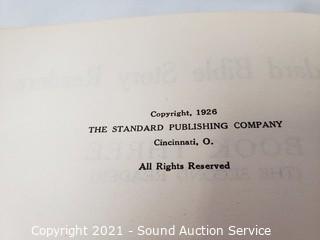 Copyright, 1926
THE STANDARD PUBLISHING COMPANY
Cincinnati, O.
All Rights Reserved
Copyright 2021 - Sound Auction Service